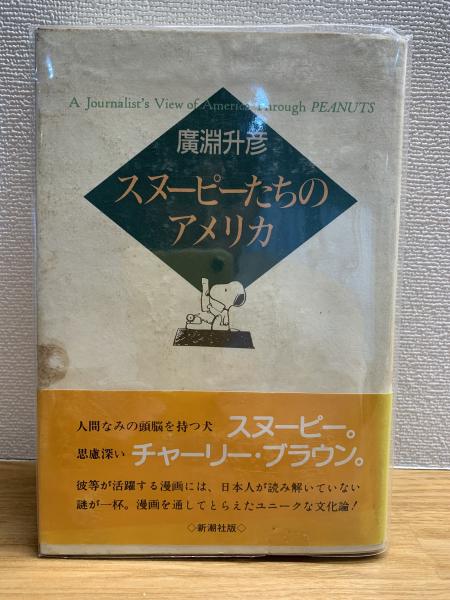 A Journalist's View of America Through PEANUTS
廣淵升彦
スヌーピーたちの
アメリカ
人間なみの頭脳を持つ犬 スヌーピー。
思慮深い チャーリー・ブラウン。
彼等が活躍する漫画には、日本人が読み解いていない
謎が一杯。漫画を通してとらえたユニークな文化論!
◇新潮社版◇